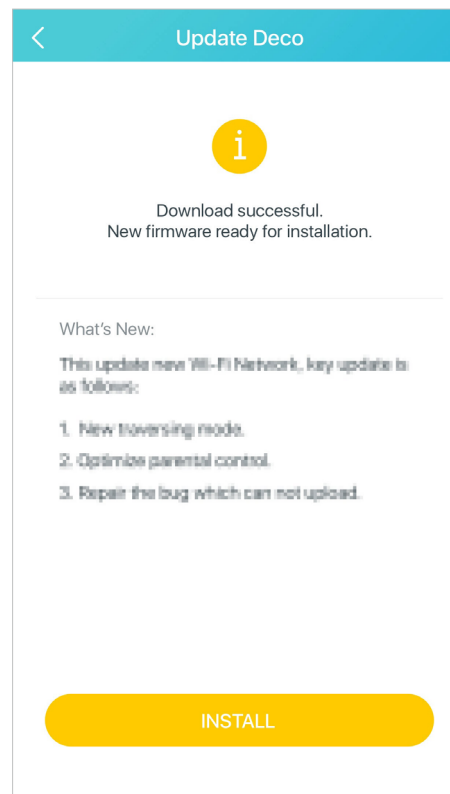 Update Deco
i
Download successful.
New firmware ready for installation.
What's New:
This update new Wi-Fi Network, key update is
as follows:
1. New traversing mode.
2. Optimize parental control.
3. Repair the bug which can not upload.
INSTALL